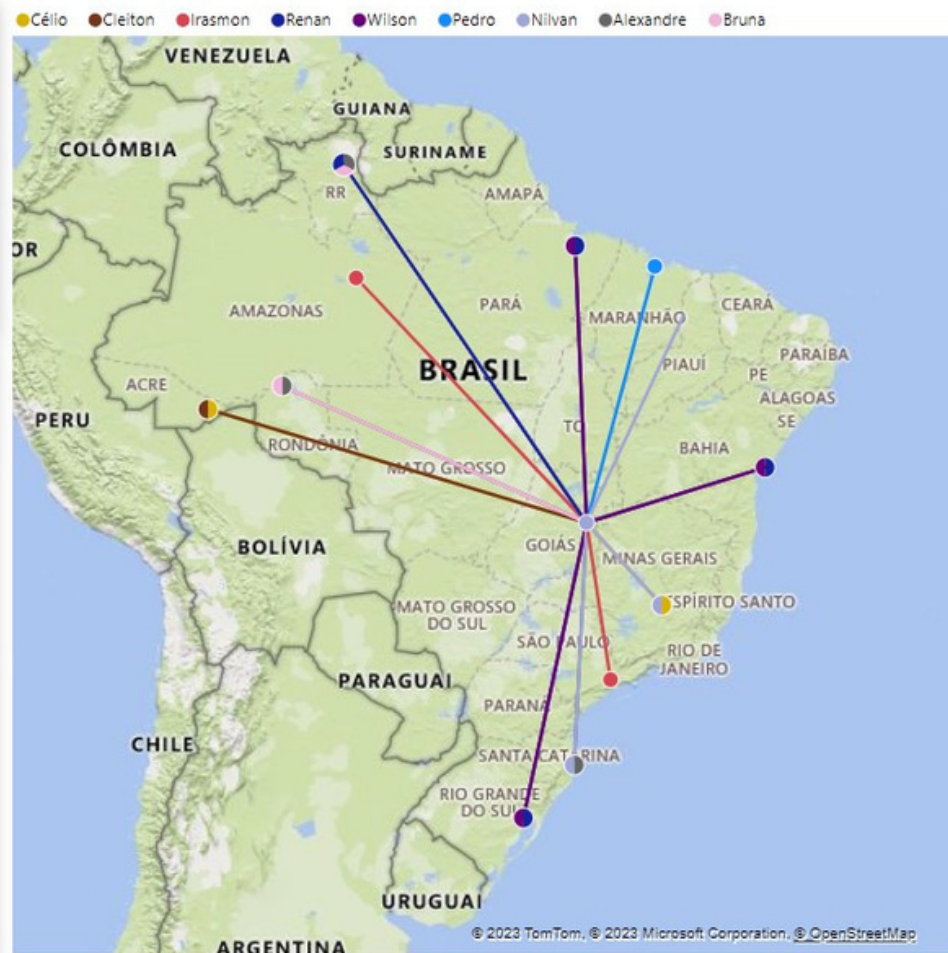 Célio Cleiton Irasmon Renan Wilson Pedro Nilvan Alexandre Bruna
VENEZUELA
GUIANA
COLÔMBIA
SURINAME
RR
AMAPÁ
OR
AMAZONAS
PARÁ
MARANHÃO
CEARÁ
BRASIL
PIAUÍ
PARAÍBA
PE
ACRE
ALAGOAS
SE
PERU
TO
RONDÔNIA
BAHIA
MATO GROSSO
BOLÍVIA
GOIÁS
MINAS GERAIS
ESPÍRITO SANTO
MATO GROSSO
DO SUL
SÃO PAULO
RIO DE
JANEIRO
PARAGUAI
PARANÁ
CHILE
SANTA CATARINA
RIO GRANDE
DO SUL
URUGUAI
© 2023 TomTom, © 2023 Microsoft Corporation, © OpenStreetMap
ARGENTINA